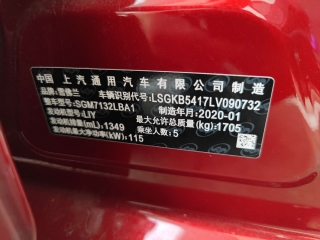 中国 上汽通用汽车有限公司 制造
品牌:雪佛兰 车辆识别代号:LSGKB5417LV090732
整车型号:SGM7132LBA1 制造年月:2020-01
发动机型号:LIY 最大允许总质量(kg):1705
发动机排量(mL):1349 乘坐人数:5
发动机最大净功率(kW):115